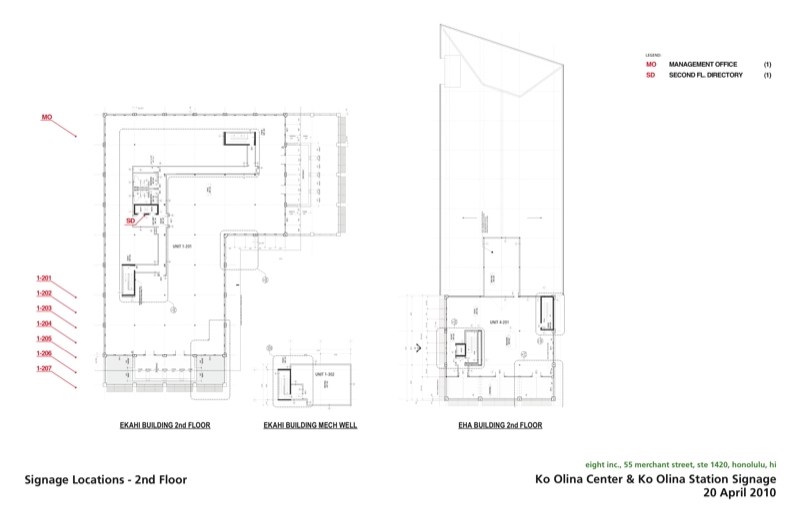 LEGEND:
MO MANAGEMENT OFFICE (1)
SD SECOND FL. DIRECTORY (1)
MO
SD
UNIT 1-201
1-201
1-202
1-203
1-204
1-205
1-206
1-207
UNIT 4-201
UNIT 1-302
EKAHI BUILDING 2nd FLOOR
EKAHI BUILDING MECH WELL
EHA BUILDING 2nd FLOOR
eight inc., 55 merchant street, ste 1420, honolulu, hi
Signage Locations - 2nd Floor
Ko Olina Center & Ko Olina Station Signage
20 April 2010